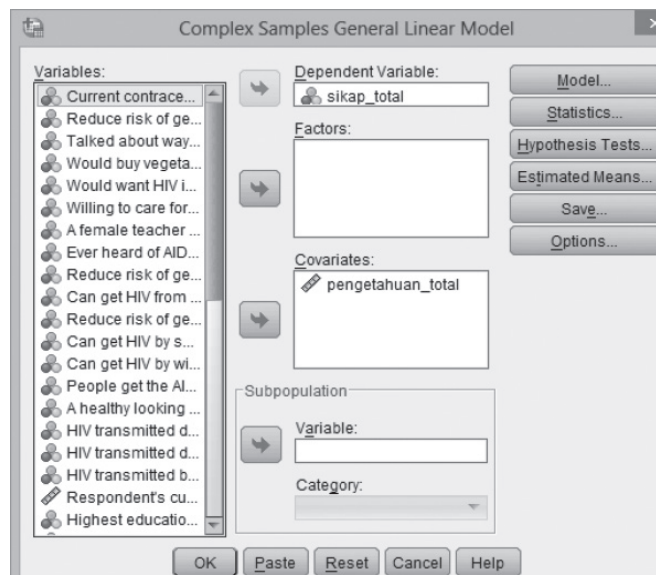 Complex Samples General Linear Model
Variables:
Current contrace...
Reduce risk of ge...
Talked about way...
Would buy vegeta...
Would want HIV i...
Willing to care for...
A female teacher ...
Ever heard of AID...
Reduce risk of ge...
Can get HIV from ...
Reduce risk of ge...
Can get HIV by s...
Can get HIV by wi...
People get the AI...
A healthy looking ...
HIV transmitted d...
HIV transmitted d...
HIV transmitted b...
Respondent's cu...
Highest educatio...
Dependent Variable:
sikap_total
Factors:
Covariates:
pengetahuan_total
Subpopulation
Variable:
Category:
Model...
Statistics...
Hypothesis Tests...
Estimated Means...
Save...
Options...
OK
Paste
Reset
Cancel
Help